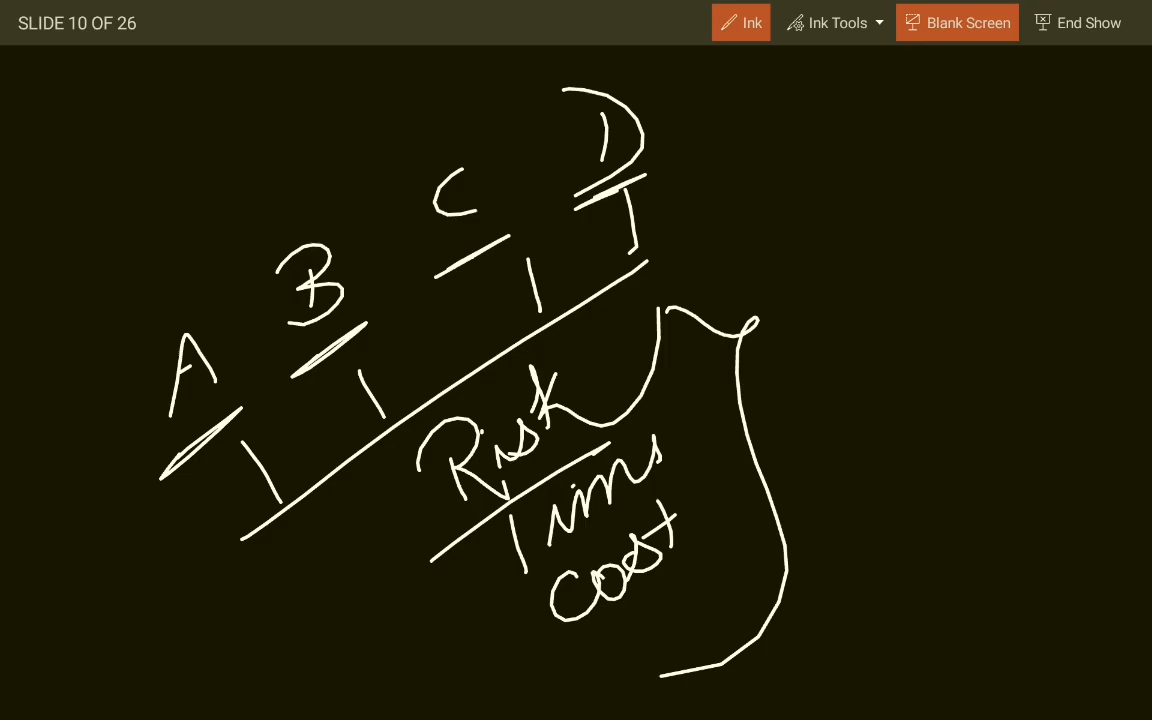 SLIDE 10 OF 26
Ink
Ink Tools
Blank Screen
End Show
A B C D
Risk
Time
Cost